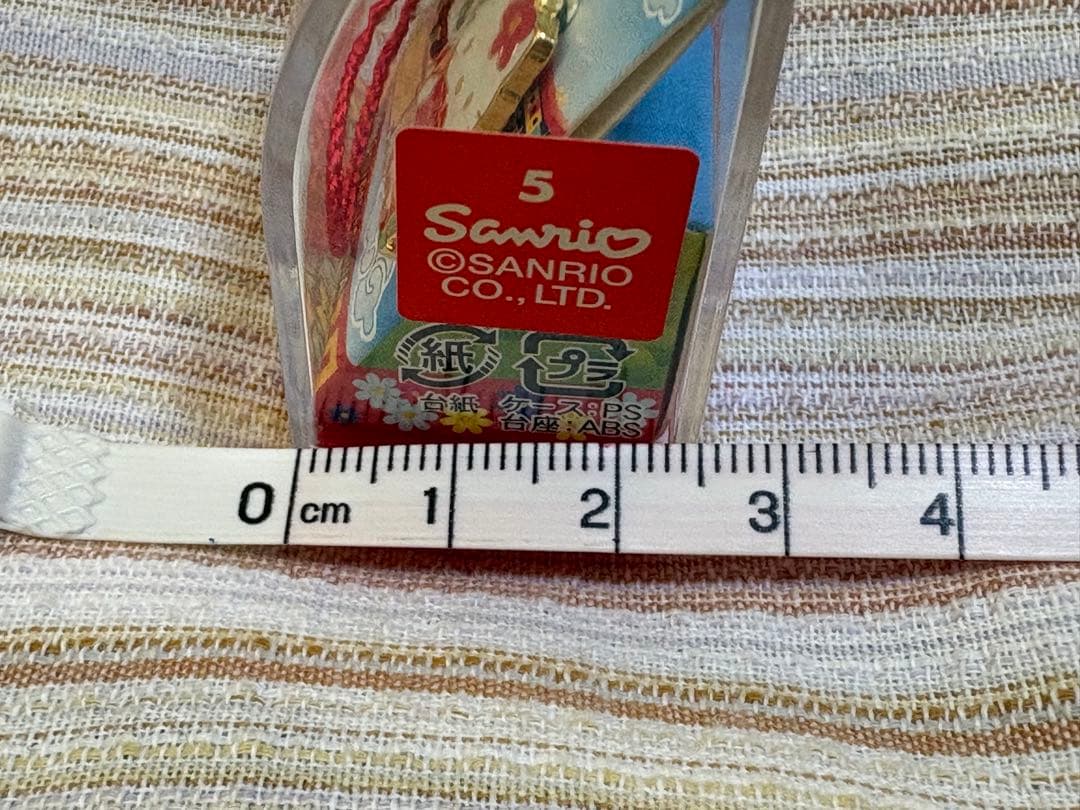 5
Sanrio
©SANRIO
CO., LTD.
紙 プラ
台紙 ケース:PS
台座:ABS
0 cm 1 2 3 4